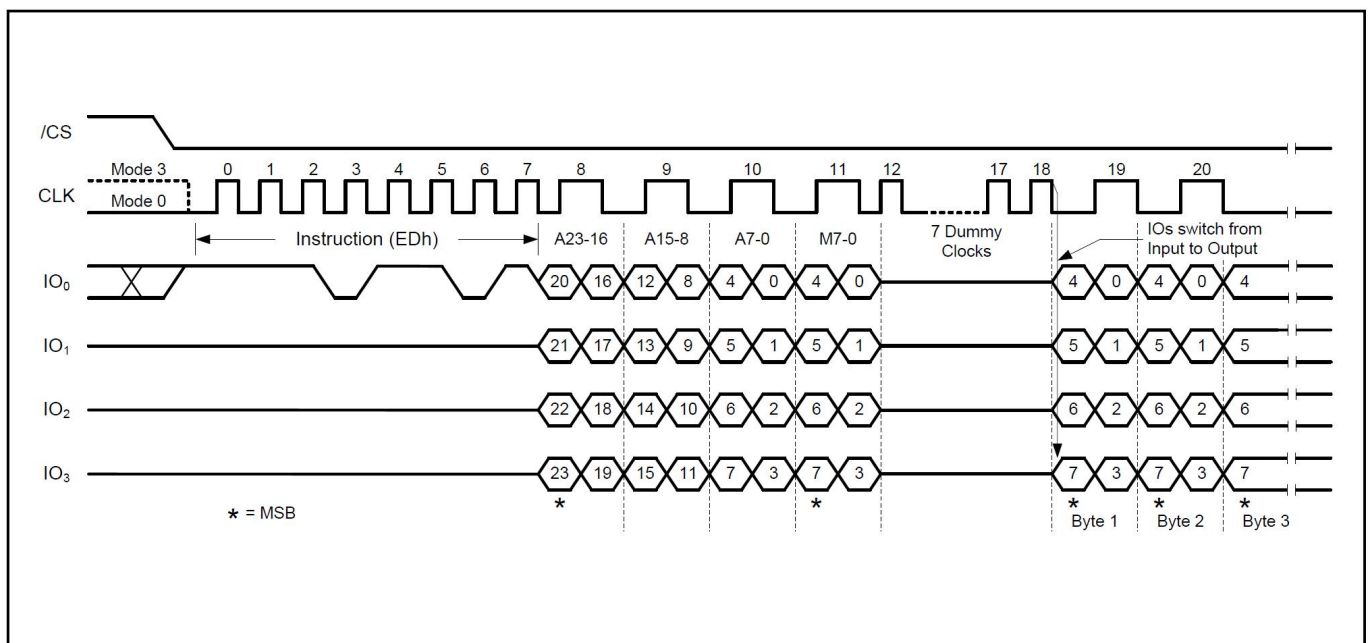 /CS
Mode 3 0 1 2 3 4 5 6 7 8 9 10 11 12 17 18 19 20
CLK
Mode 0
Instruction (EDh) A23-16 A15-8 A7-0 M7-0 7 Dummy IOs switch from
Clocks Input to Output
IO0 20 16 12 8 4 0 4 0 4 0 4 0 4
IO1 21 17 13 9 5 1 5 1 5 1 5 1 5
IO2 22 18 14 10 6 2 6 2 6 2 6 2 6
IO3 23 19 15 11 7 3 7 3 7 3 7 3 7
* * * * *
* = MSB Byte 1 Byte 2 Byte 3